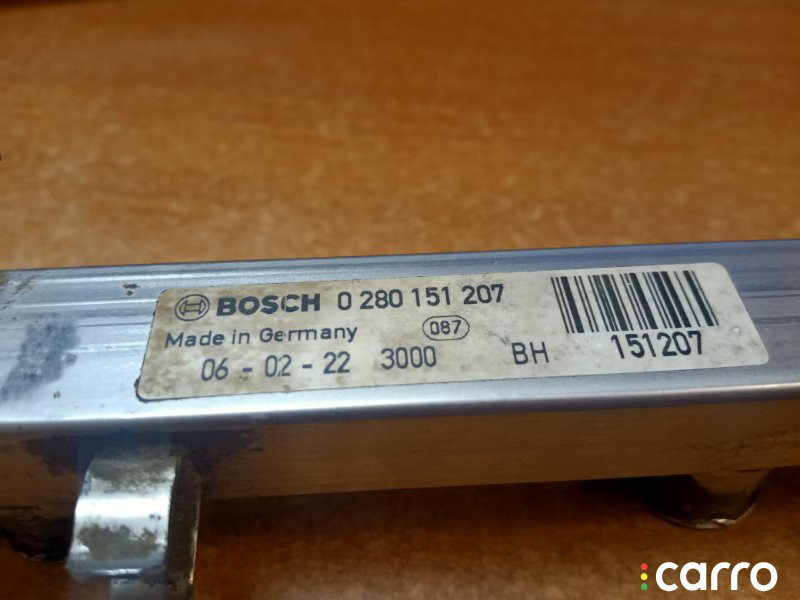 BOSCH 0 280 151 207
Made in Germany 087
06 - 02 - 22 3000 BH 151207
carro